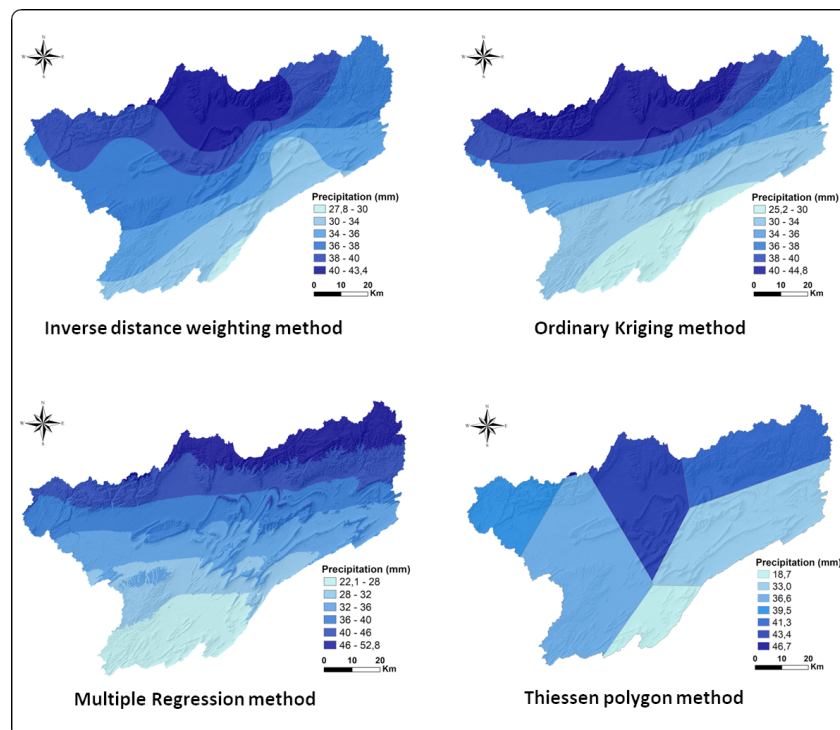 N
W
E
S
Precipitation (mm)
27,8 - 30
30 - 34
34 - 36
36 - 38
38 - 40
40 - 43,4
0 10 20
Km
Inverse distance weighting method
N
W
E
S
Precipitation (mm)
25,2 - 30
30 - 34
34 - 36
36 - 38
38 - 40
40 - 44,8
0 10 20
Km
Ordinary Kriging method
N
W
E
S
Precipitation (mm)
22,1 - 28
28 - 32
32 - 36
36 - 40
40 - 46
46 - 52,8
0 10 20
Km
Multiple Regression method
N
W
E
S
Precipitation (mm)
18,7
33,0
36,6
39,5
41,3
43,4
46,7
0 10 20
Km
Thiessen polygon method